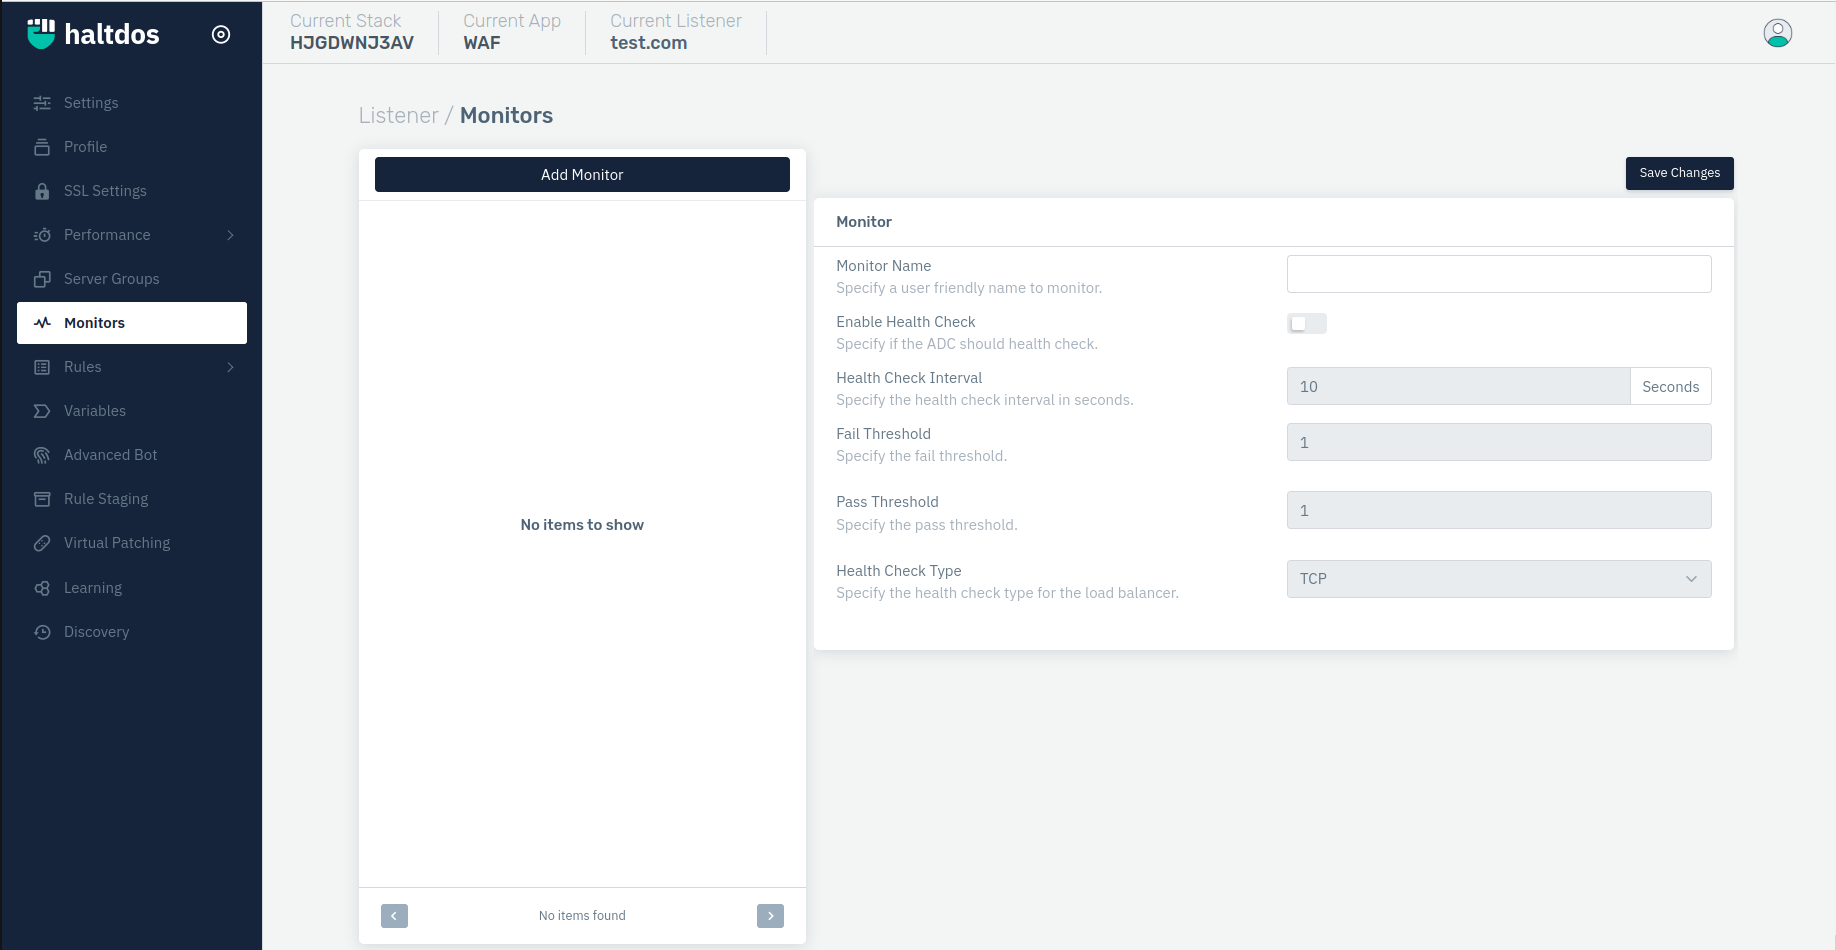 haltdos
Settings
Profile
SSL Settings
Performance
Server Groups
Monitors
Rules
Variables
Advanced Bot
Rule Staging
Virtual Patching
Learning
Discovery
Current Stack
HJGDWNJ3AV
Current App
WAF
Current Listener
test.com
Listener / Monitors
Add Monitor
No items to show
No items found
Save Changes
Monitor
Monitor Name
Specify a user friendly name to monitor.
Enable Health Check
Specify if the ADC should health check.
Health Check Interval
Specify the health check interval in seconds.
10 Seconds
Fail Threshold
Specify the fail threshold.
1
Pass Threshold
Specify the pass threshold.
1
Health Check Type
Specify the health check type for the load balancer.
TCP